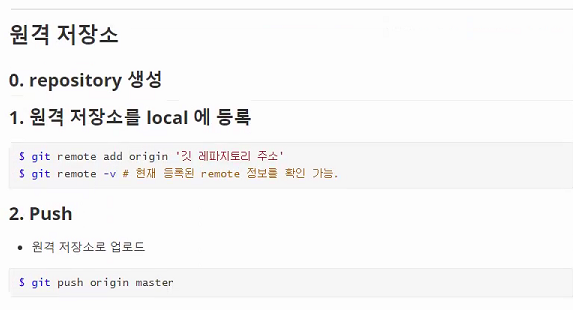 원격 저장소
0. repository 생성
1. 원격 저장소를 local 에 등록
$ git remote add origin '깃 레파지토리 주소'
$ git remote -v # 현재 등록된 remote 정보를 확인 가능.
2. Push
• 원격 저장소로 업로드
$ git push origin master